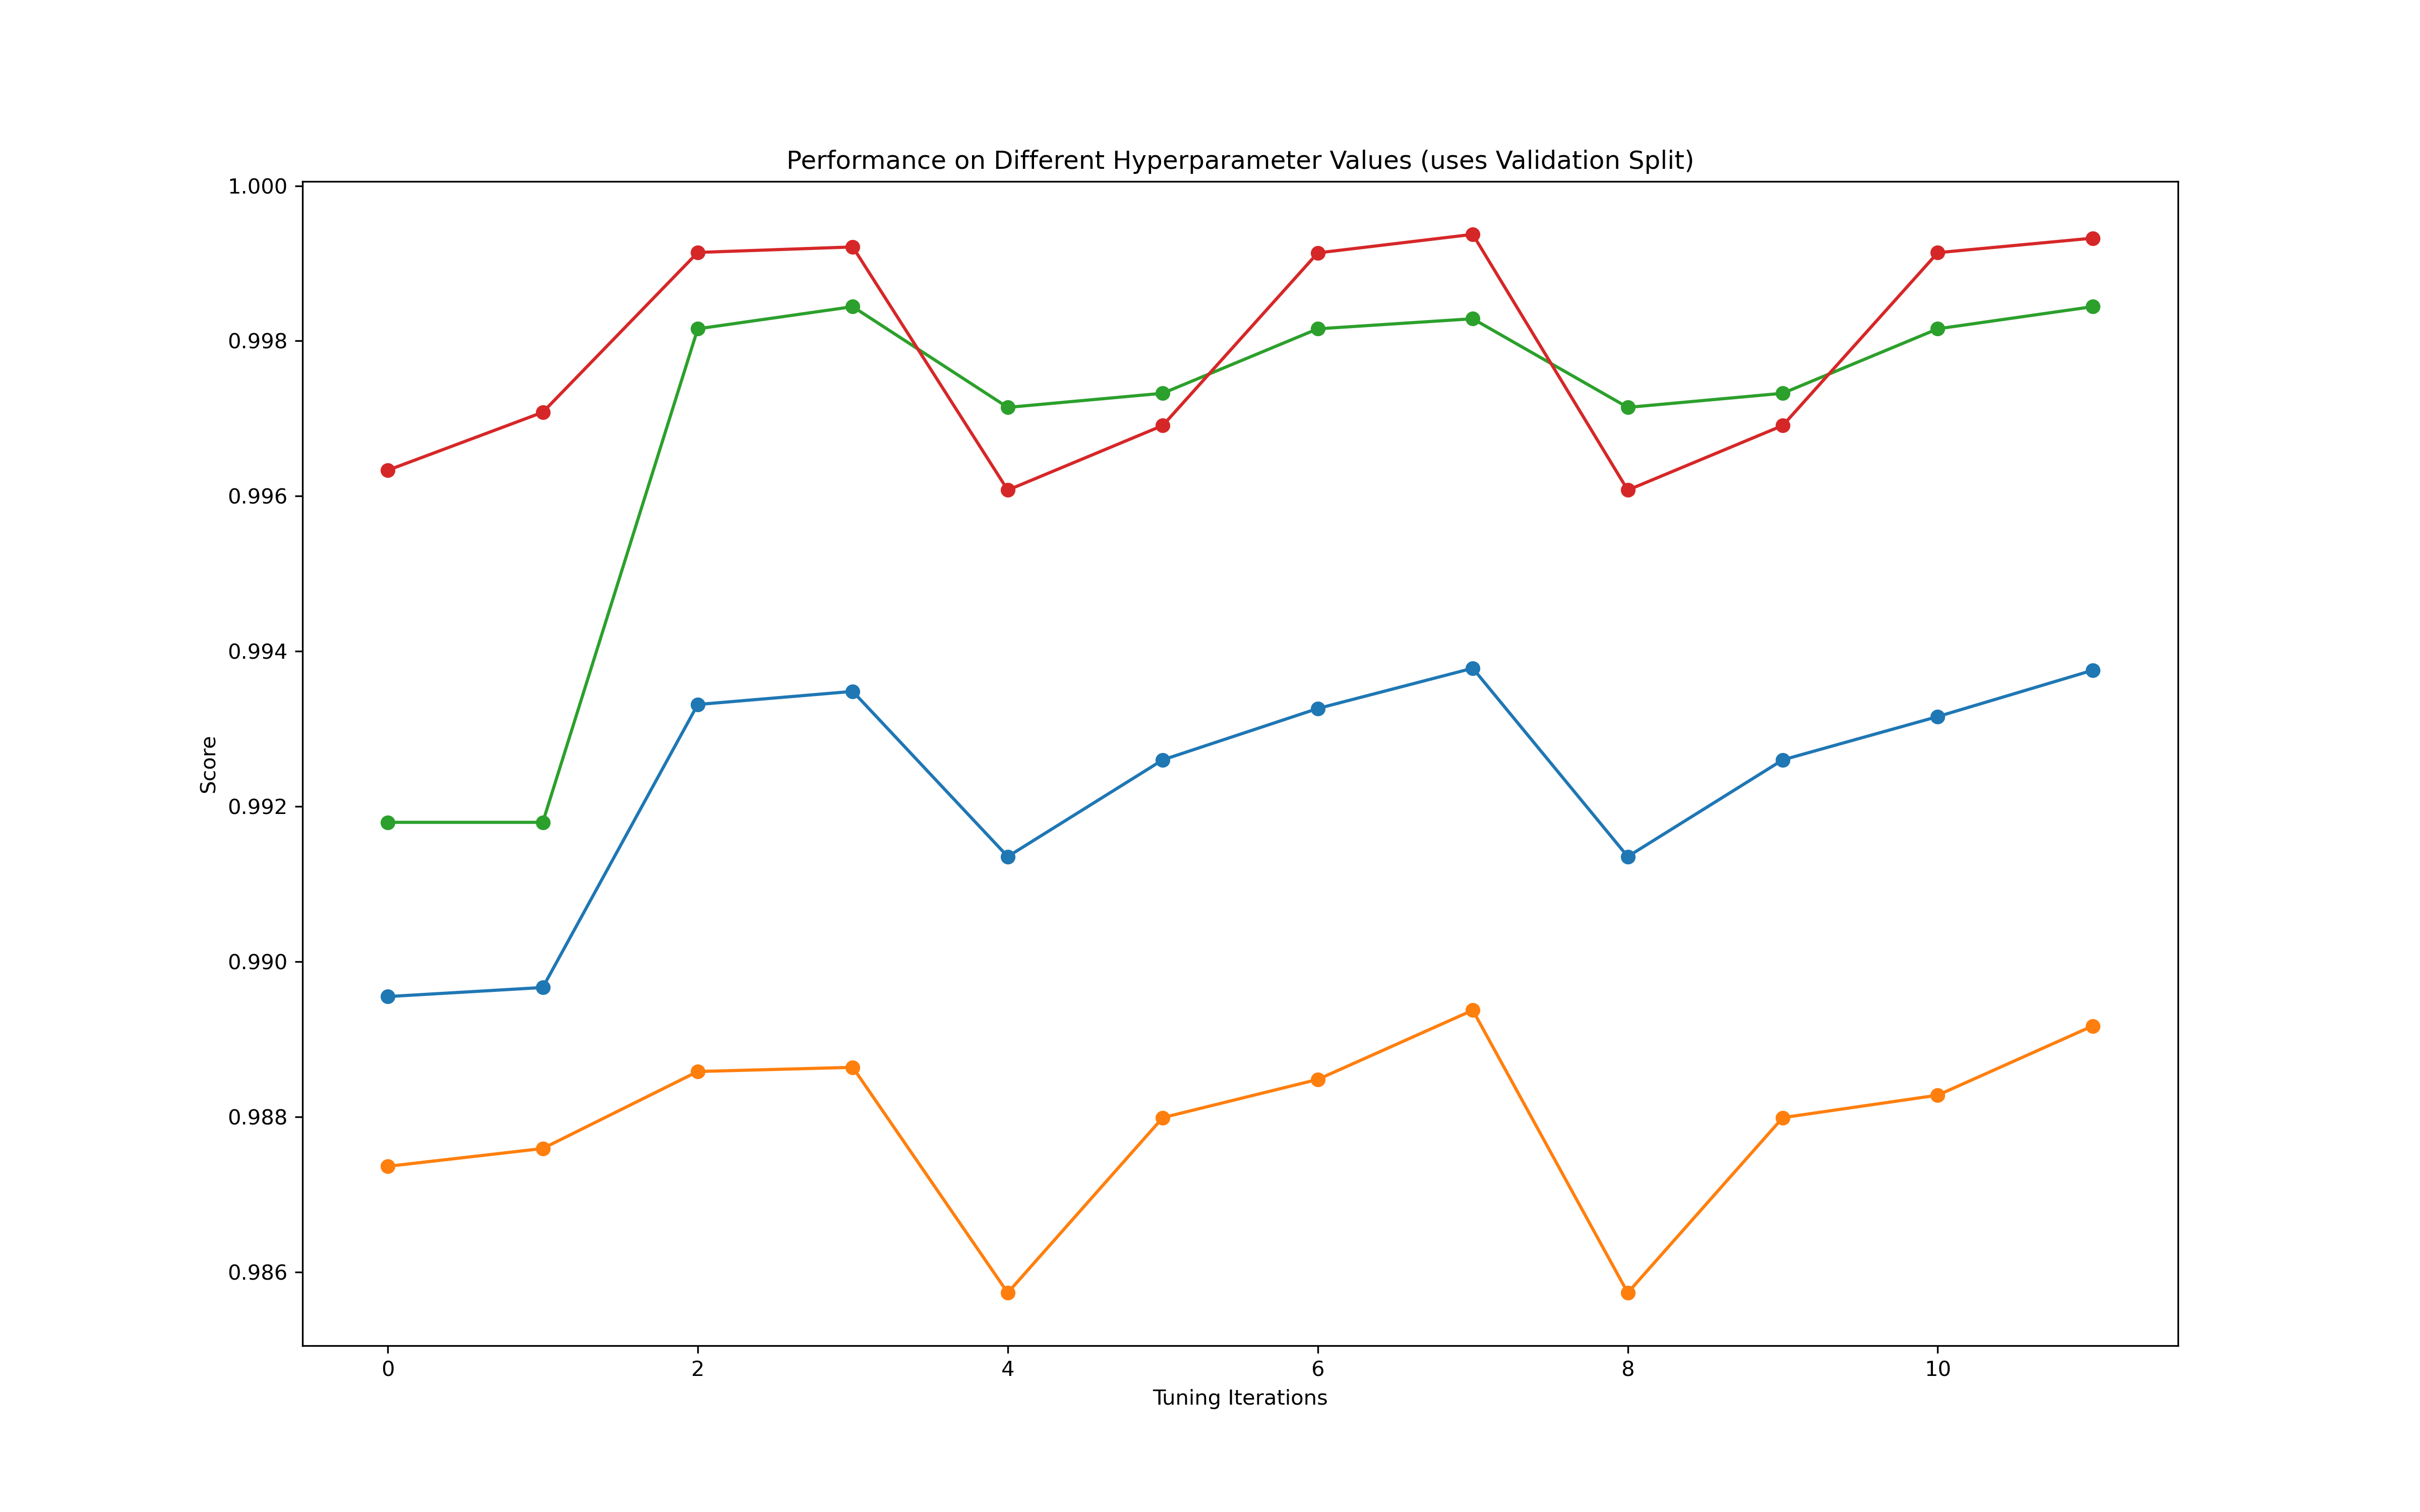 Performance on Different Hyperparameter Values (uses Validation Split)
1.000
0.998
0.996
0.994
0.992
0.990
0.988
0.986
Score
0 2 4 6 8 10
Tuning Iterations